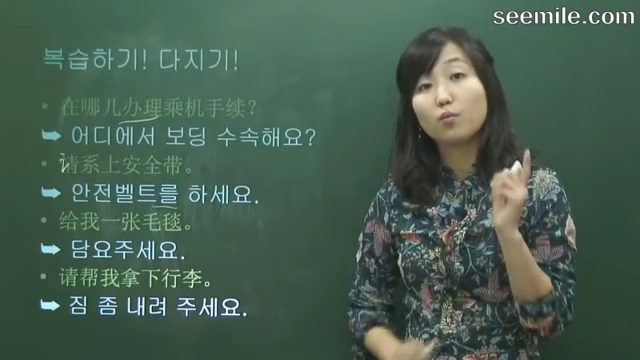 seemile.com
복습하기! 다지기!
• 在哪儿办理乘机手续?
➥ 어디에서 보딩 수속해요?
• 请系上安全带。
➥ 안전벨트를 하세요.
• 给我一张毛毯。
➥ 담요주세요.
• 请帮我拿下行李。
➥ 짐 좀 내려 주세요.